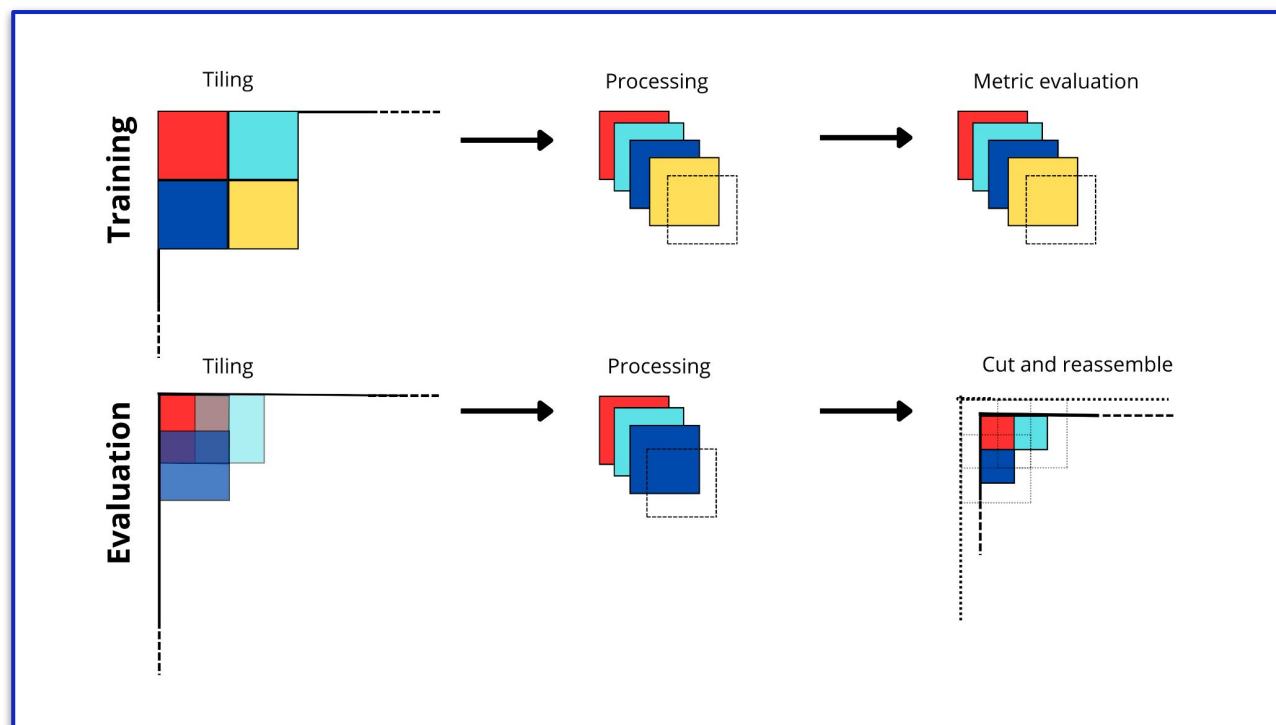 Training
Tiling
Processing
Metric evaluation
Evaluation
Tiling
Processing
Cut and reassemble